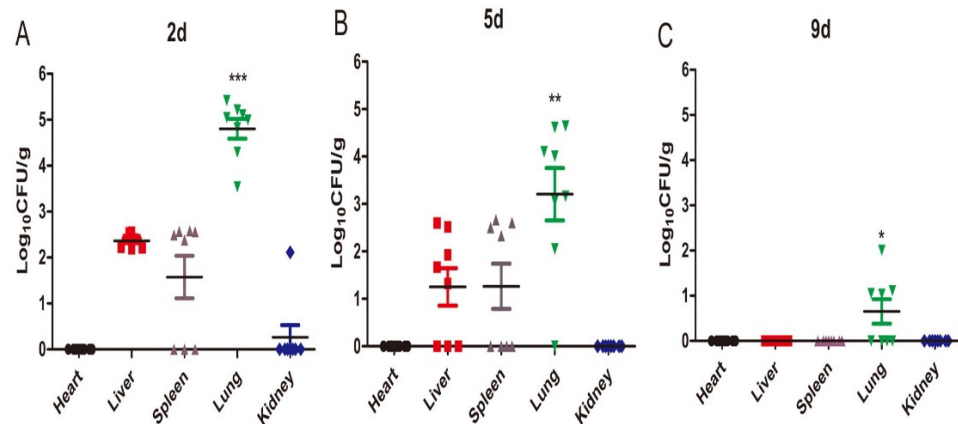 A
2d
Log10CFU/g
6
5
4
3
2
1
0
***
Heart
Liver
Spleen
Lung
Kidney
B
5d
Log10CFU/g
6
5
4
3
2
1
0
**
Heart
Liver
Spleen
Lung
Kidney
C
9d
Log10CFU/g
6
5
4
3
2
1
0
*
Heart
Liver
Spleen
Lung
Kidney